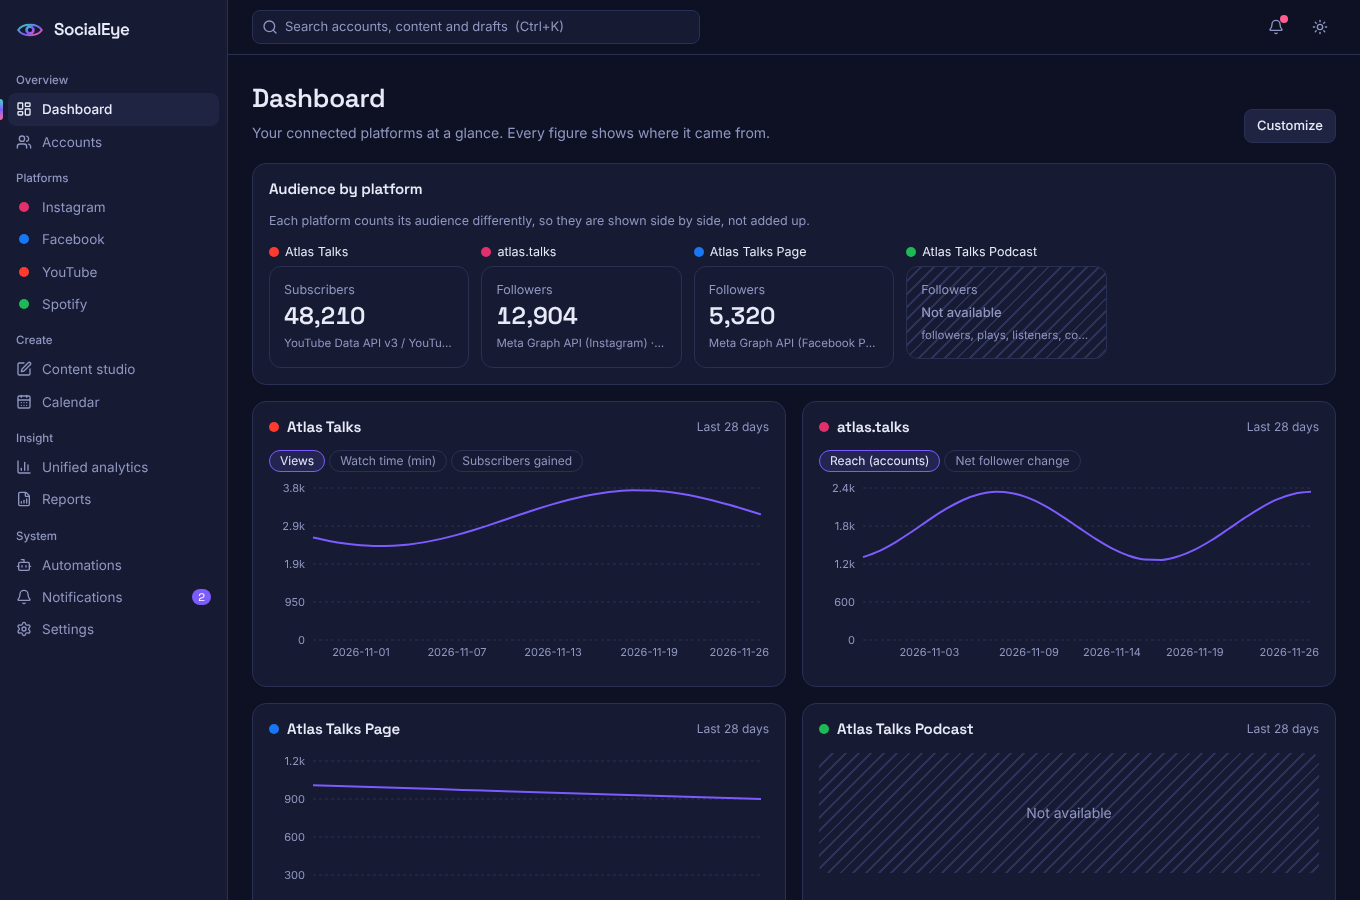 SocialEye
Search accounts, content and drafts (Ctrl+K)
Overview
Dashboard
Accounts
Platforms
Instagram
Facebook
YouTube
Spotify
Create
Content studio
Calendar
Insight
Unified analytics
Reports
System
Automations
Notifications 2
Settings
Dashboard
Your connected platforms at a glance. Every figure shows where it came from.
Customize
Audience by platform
Each platform counts its audience differently, so they are shown side by side, not added up.
Atlas Talks
Subscribers
48,210
YouTube Data API v3 / YouTu...
atlas.talks
Followers
12,904
Meta Graph API (Instagram) ·...
Atlas Talks Page
Followers
5,320
Meta Graph API (Facebook P...
Atlas Talks Podcast
Followers
Not available
followers, plays, listeners, co...
Atlas Talks Last 28 days
Views Watch time (min) Subscribers gained
3.8k
2.9k
1.9k
950
0
2026-11-01 2026-11-07 2026-11-13 2026-11-19 2026-11-26
atlas.talks Last 28 days
Reach (accounts) Net follower change
2.4k
1.8k
1.2k
600
0
2026-11-03 2026-11-09 2026-11-14 2026-11-19 2026-11-26
Atlas Talks Page Last 28 days
1.2k
900
600
300
Atlas Talks Podcast Last 28 days
Not available